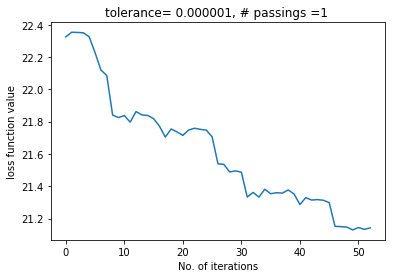 tolerance= 0.000001, # passings =1
22.4
22.2
22.0
21.8
21.6
21.4
21.2
loss function value
0 10 20 30 40 50
No. of iterations